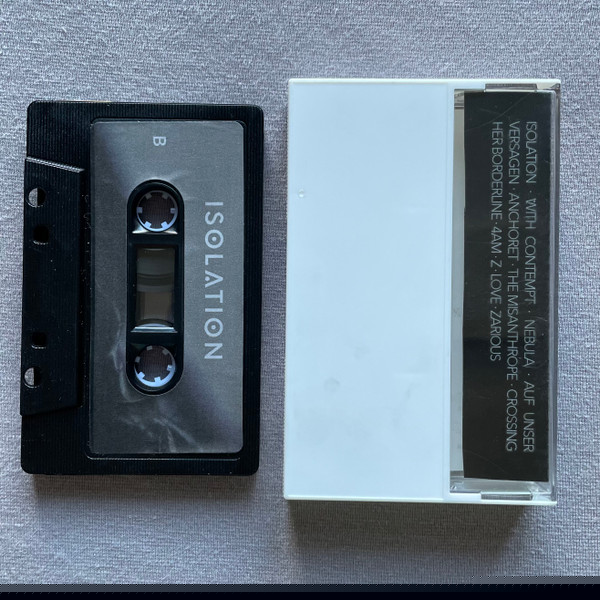 B
ISOLATION
ISOLATION · WITH CONTEMPT · NEBULA · AUF UNSER
VERSAGEN · ANCHORET · THE MISANTHROPE · CROSSING
HER BORDERLINE · 4AM · Z · LOVE · ZARIOUS